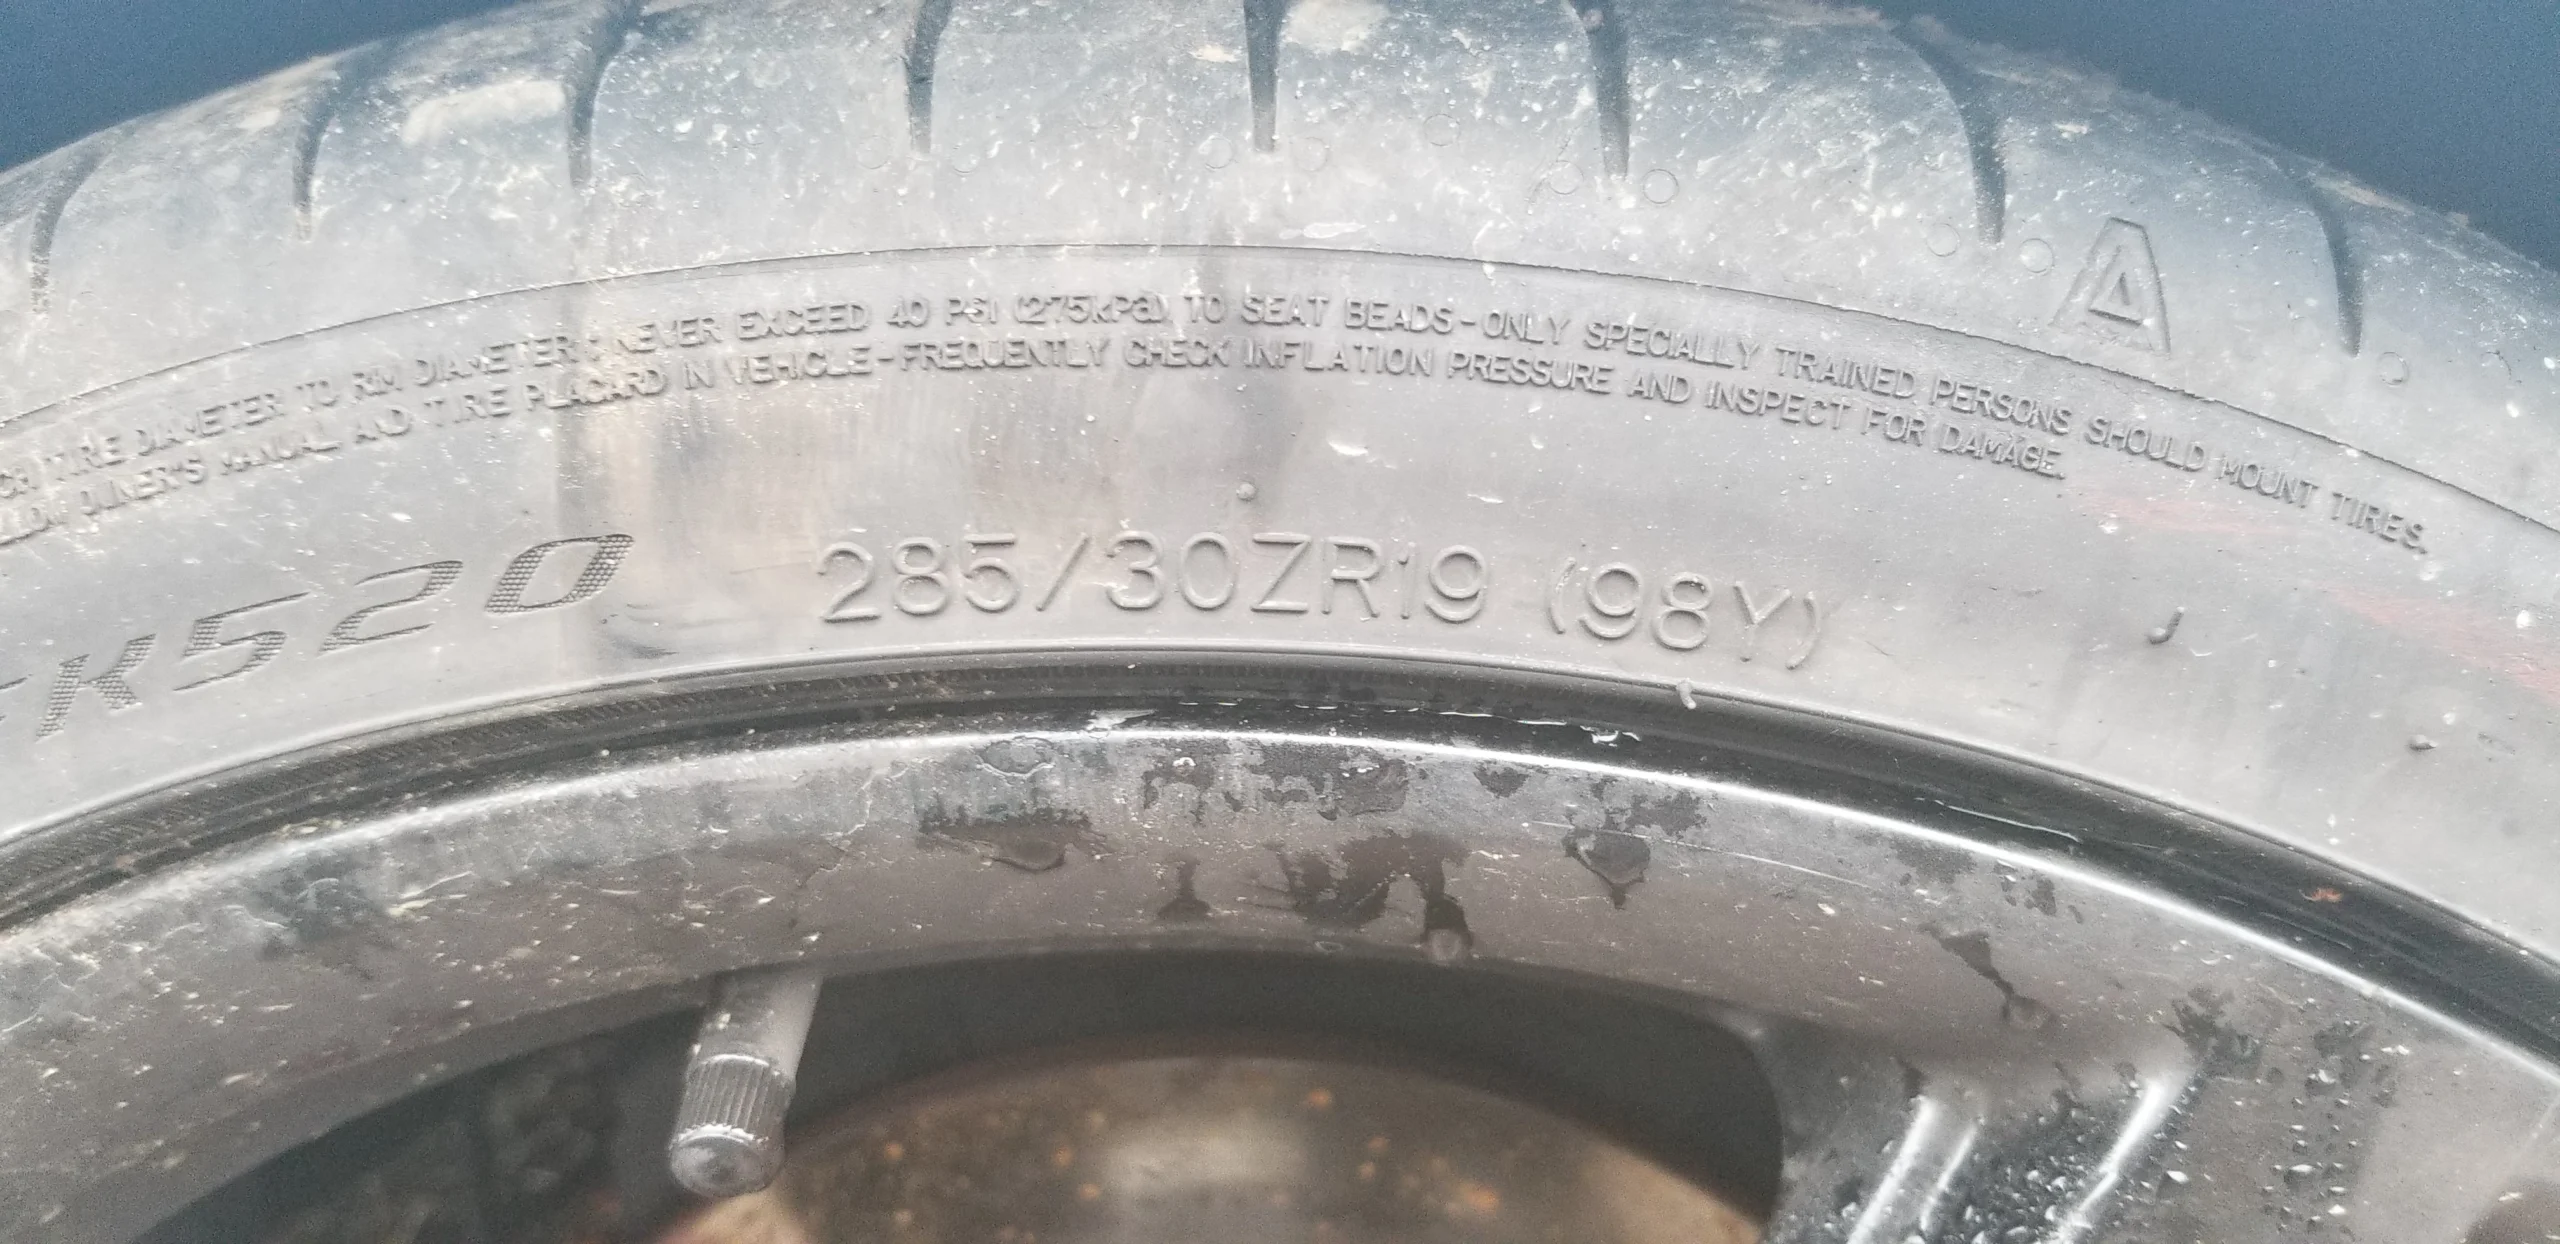 TIRE DIAMETER TO RIM DIAMETER ; NEVER EXCEED 40 PSI (275kPa) TO SEAT BEADS - ONLY SPECIALLY TRAINED PERSONS SHOULD MOUNT TIRES.
OWNER'S MANUAL AND TIRE PLACARD IN VEHICLE - FREQUENTLY CHECK INFLATION PRESSURE AND INSPECT FOR DAMAGE.
FK520 285/30ZR19 (98Y)